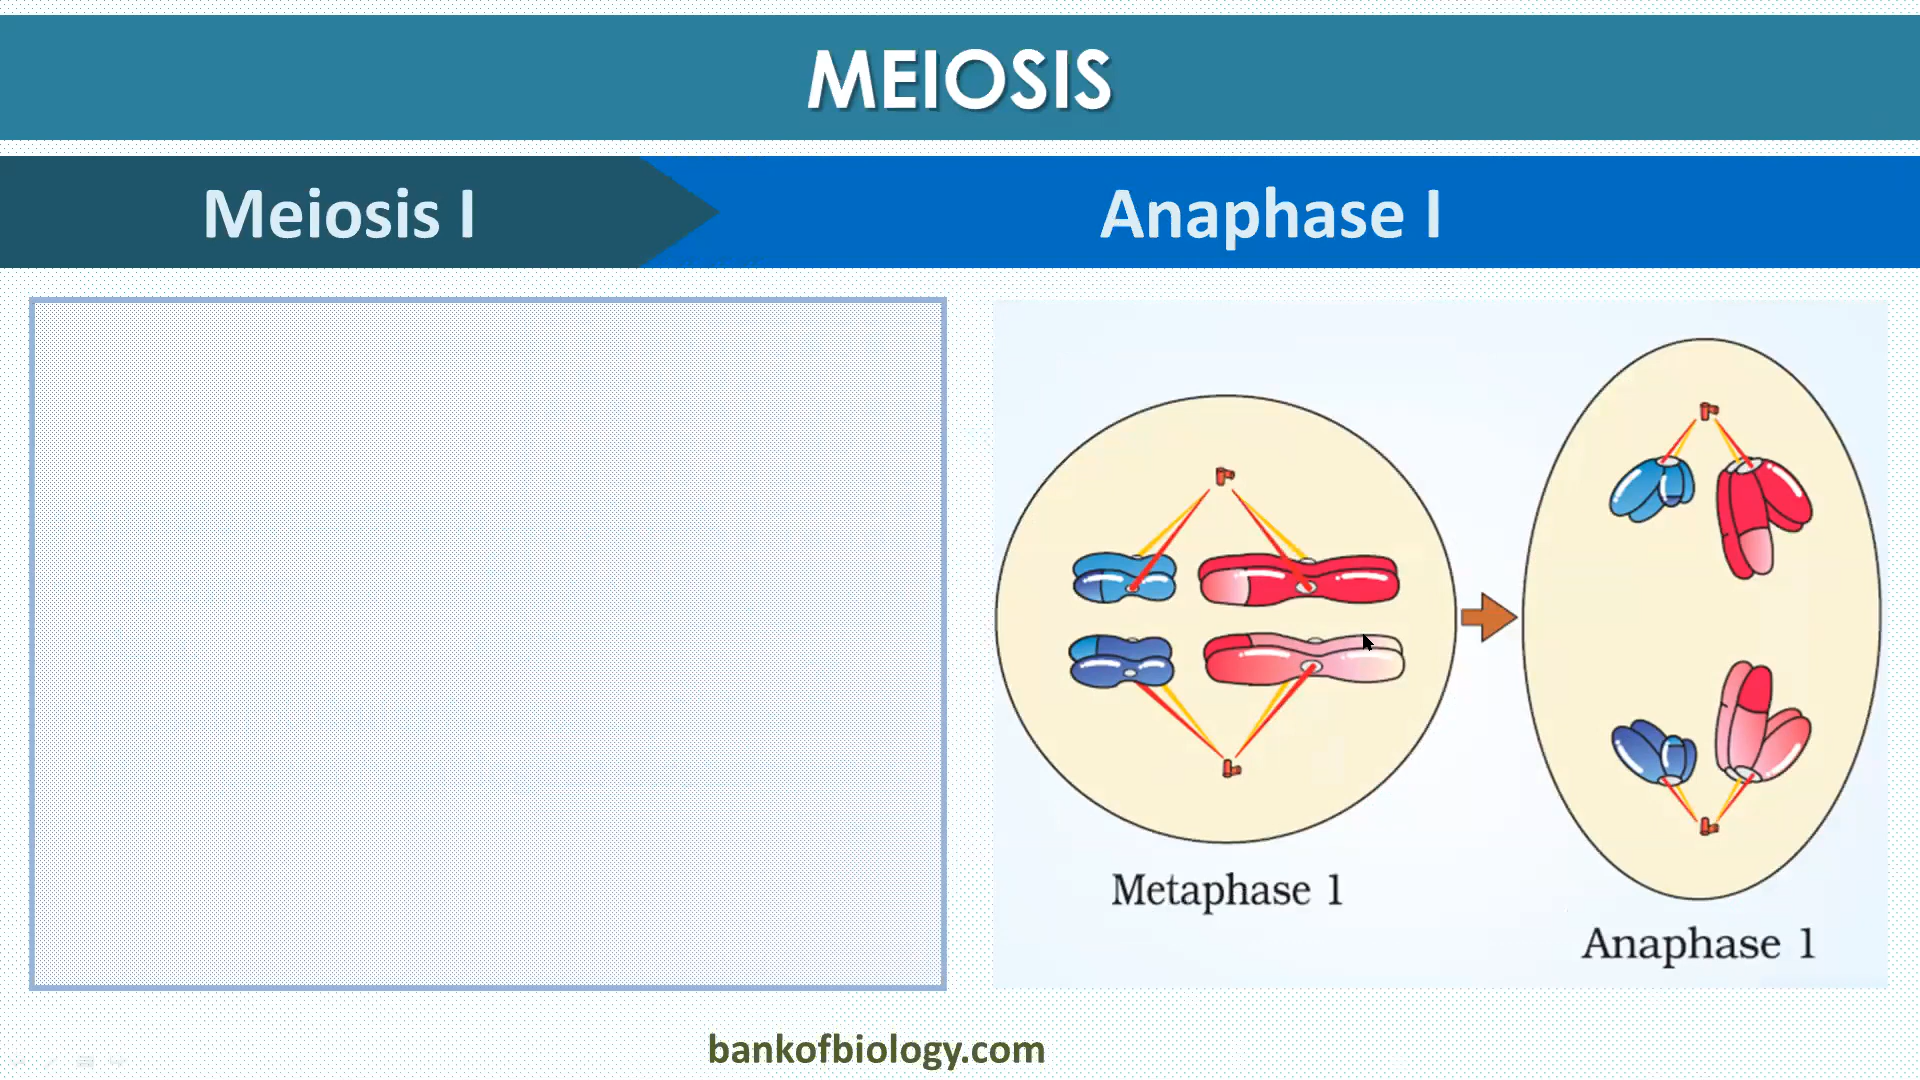 MEIOSIS
Meiosis I
Anaphase I
Metaphase 1
Anaphase 1
bankofbiology.com